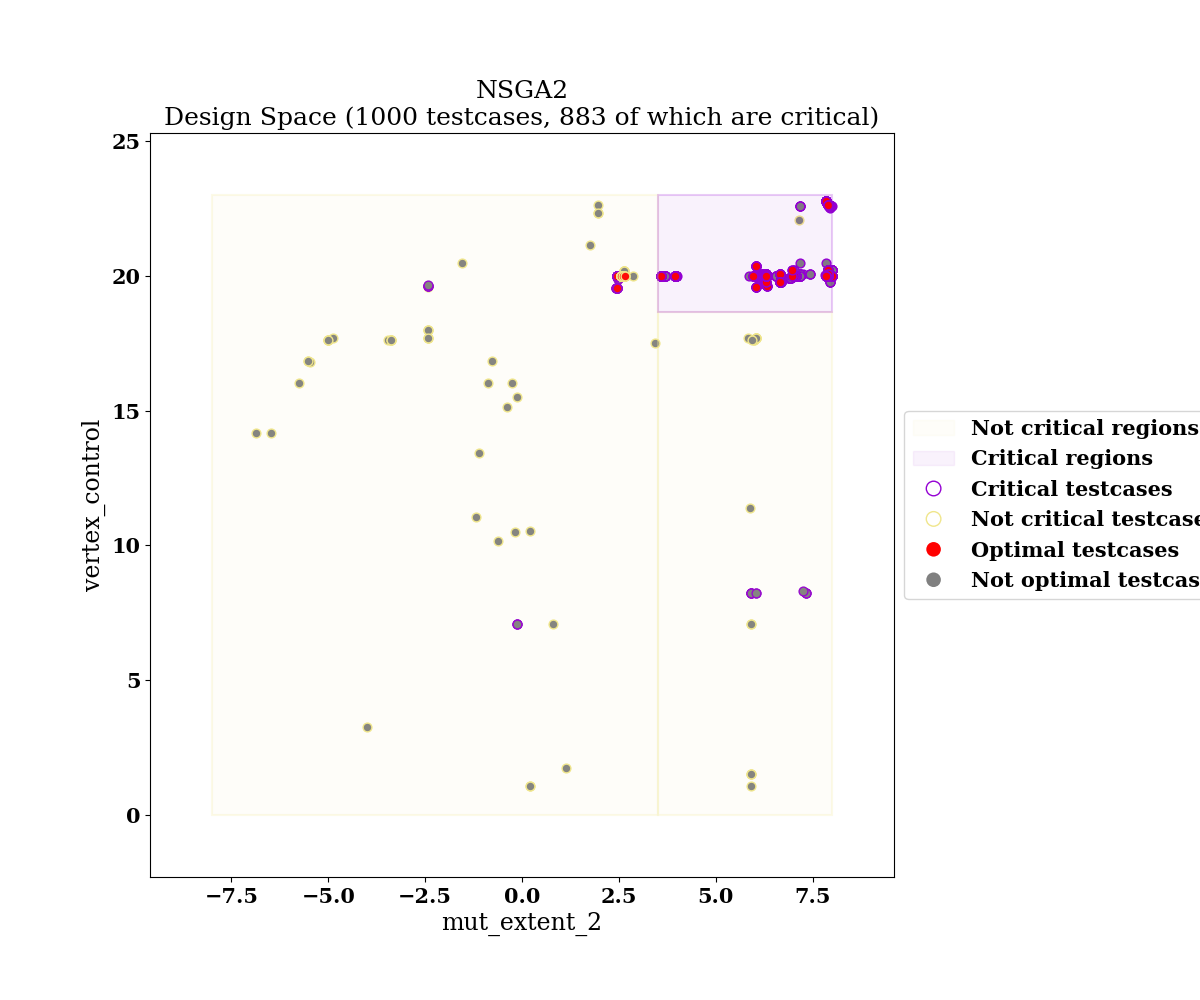 NSGA2
Design Space (1000 testcases, 883 of which are critical)
25
20
15
10
5
0
vertex_control
−7.5
−5.0
−2.5
0.0
2.5
5.0
7.5
mut_extent_2
Not critical regions
Critical regions
Critical testcases
Not critical testcase
Optimal testcases
Not optimal testcas